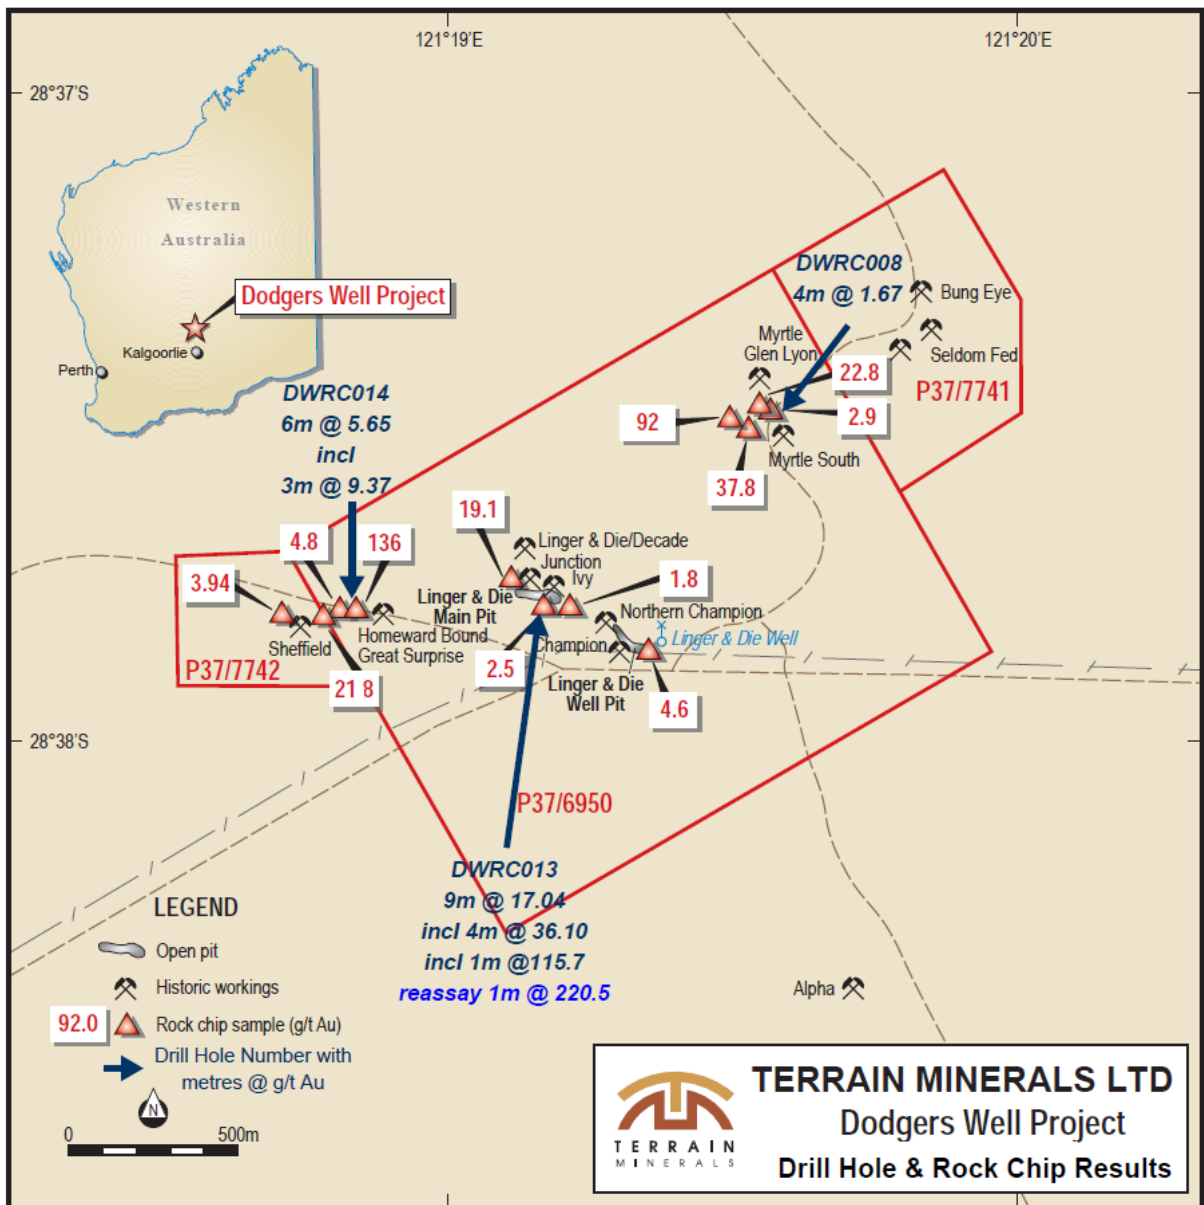 121°19'E
121°20'E
28°37'S
Western
Australia
Dodgers Well Project
Kalgoorlie
Perth
DWRC008
4m @ 1.67
Bung Eye
Seldom Fed
P37/7741
Myrtle
Glen Lyon
22.8
92
2.9
Myrtle South
37.8
DWRC014
6m @ 5.65
incl
3m @ 9.37
4.8
136
19.1
Linger & Die/Decade
Junction
Ivy
1.8
3.94
Linger & Die
Main Pit
Northern Champion
Linger & Die Well
Sheffield
Homeward Bound
Great Surprise
2.5
Champion
P37/7742
21 8
Linger & Die
Well Pit
4.6
28°38'S
P37/6950
DWRC013
9m @ 17.04
incl 4m @ 36.10
incl 1m @115.7
reassay 1m @ 220.5
Alpha
LEGEND
Open pit
Historic workings
92.0 Rock chip sample (g/t Au)
Drill Hole Number with
metres @ g/t Au
N
0 500m
TERRAIN
MINERALS
TERRAIN MINERALS LTD
Dodgers Well Project
Drill Hole & Rock Chip Results